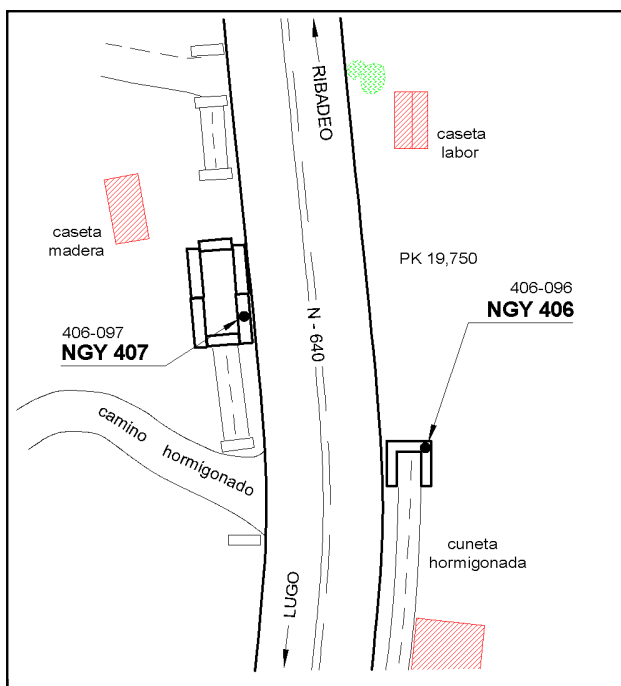 RIBADEO
caseta
labor
caseta
madera
PK 19,750
406-096
NGY 406
N - 640
406-097
NGY 407
camino hormigonado
cuneta
hormigonada
LUGO